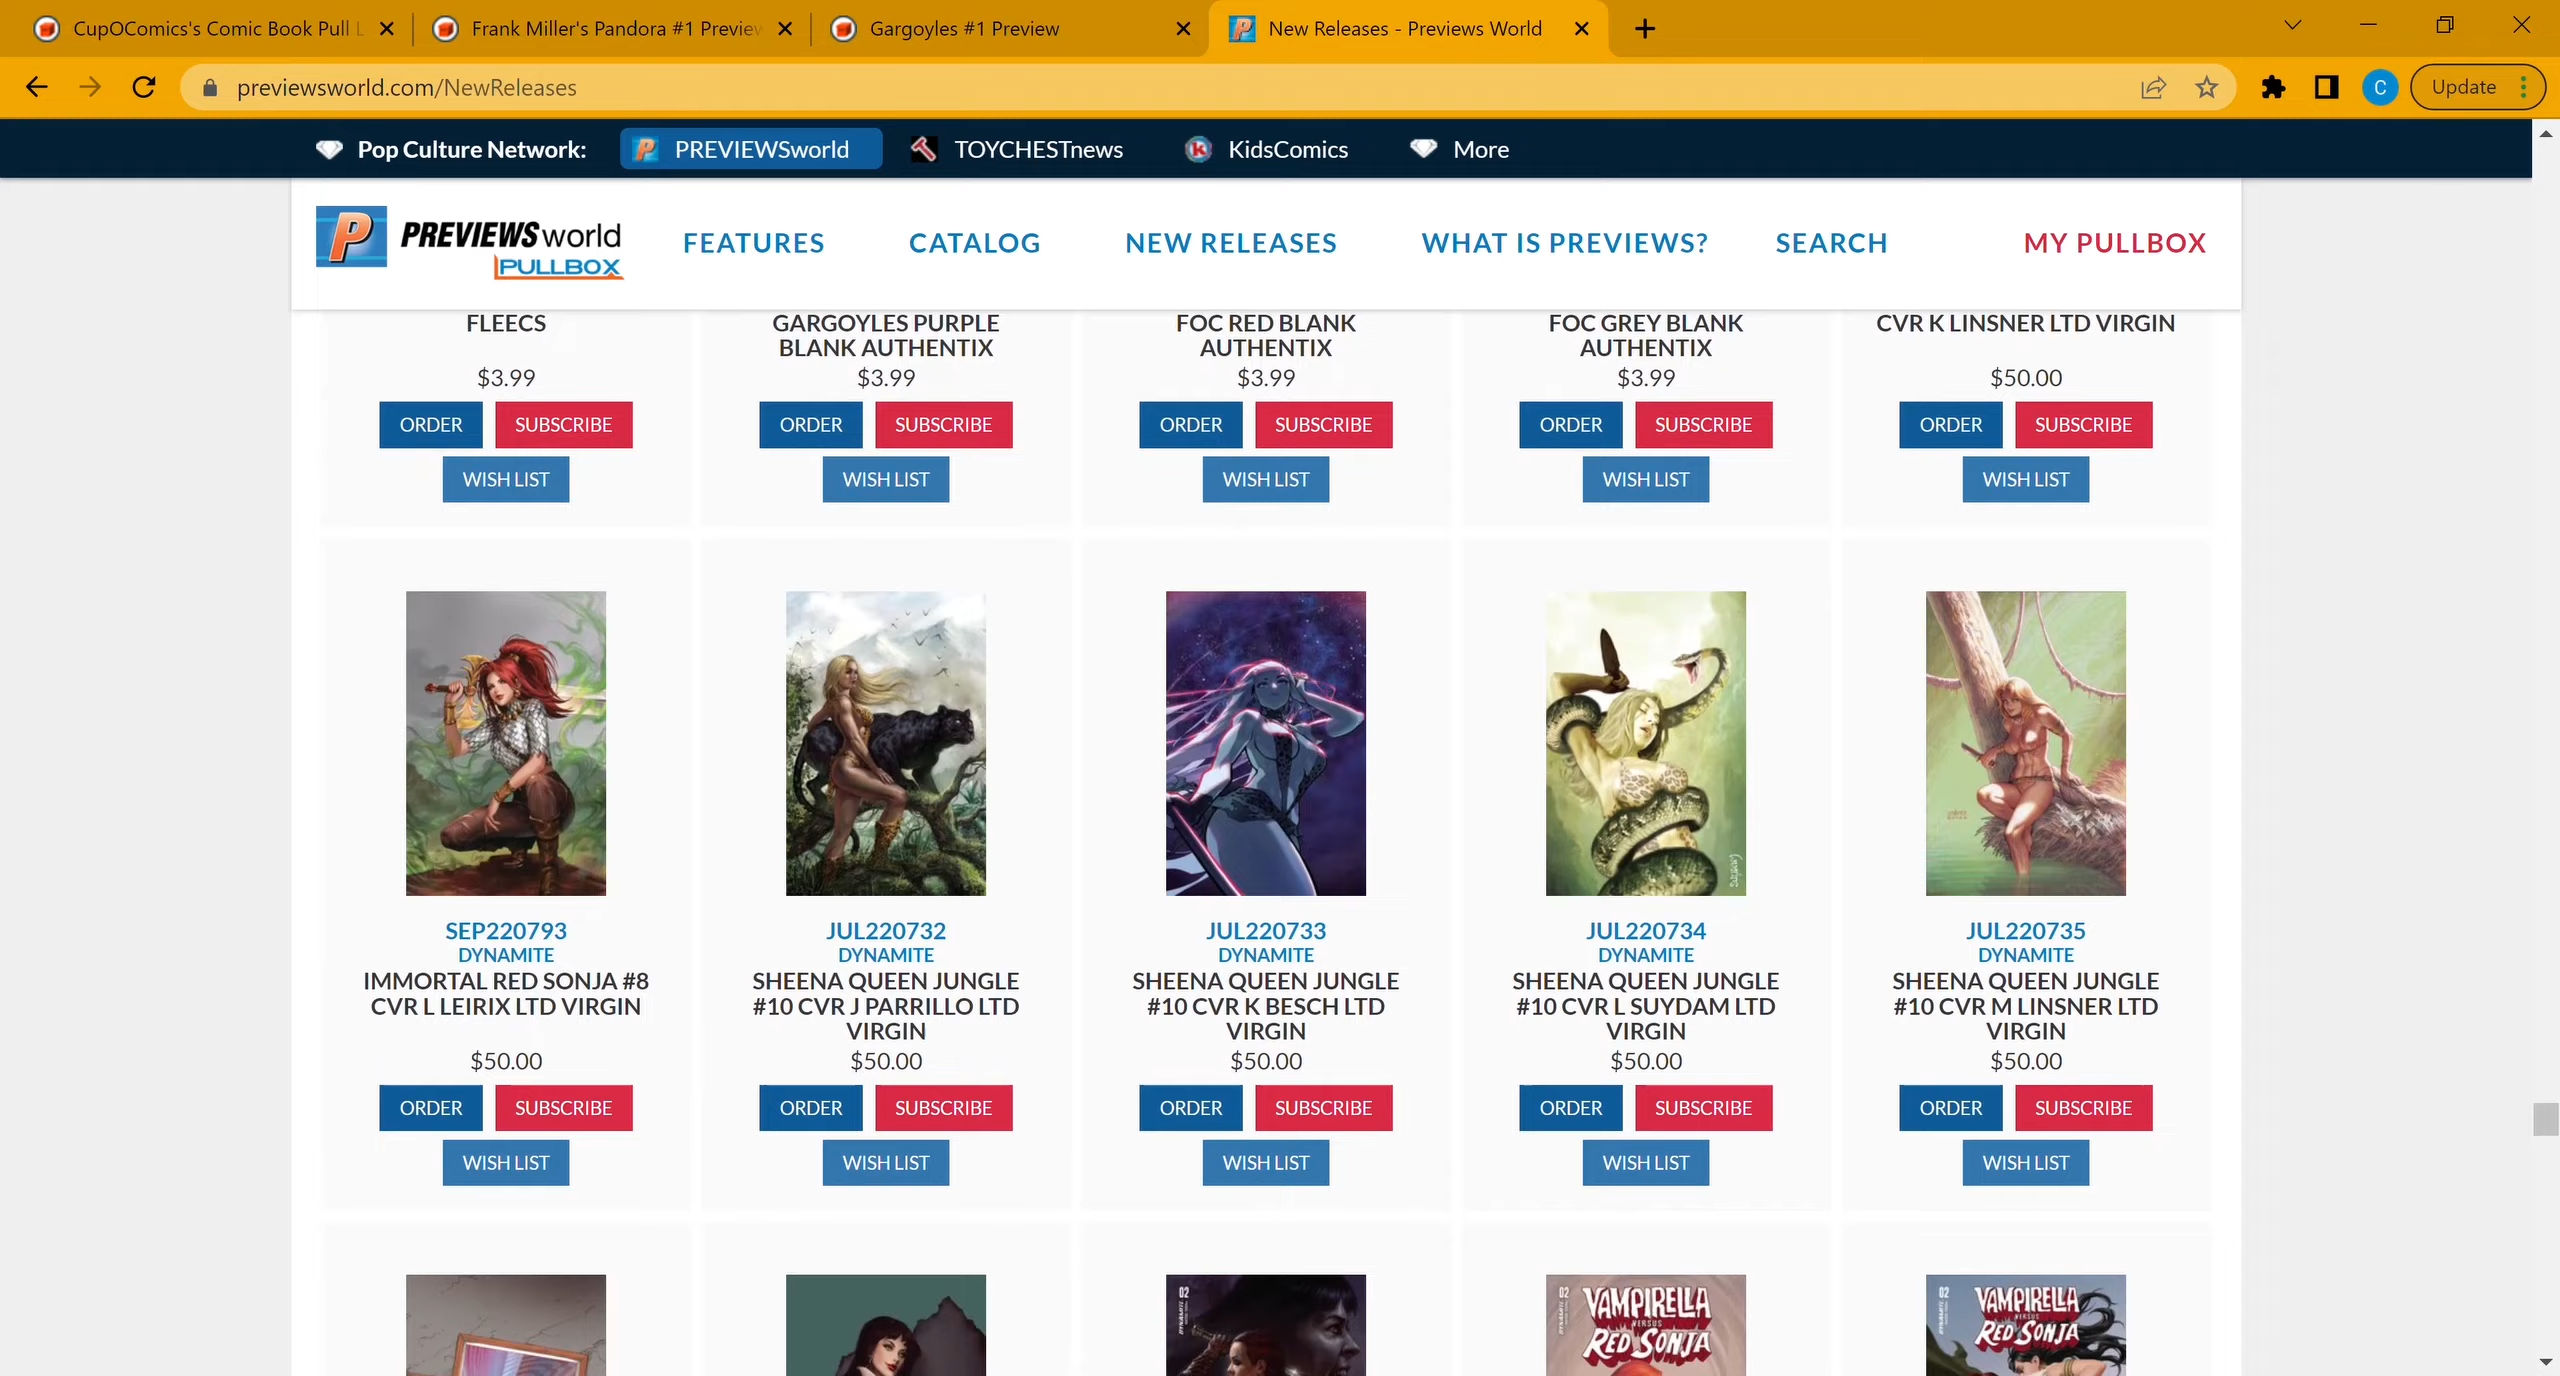 CupOComics's Comic Book Pull L
Frank Miller's Pandora #1 Preview
Gargoyles #1 Preview
New Releases - Previews World
previewsworld.com/NewReleases
C
Update
Pop Culture Network:
PREVIEWSworld
TOYCHESTnews
KidsComics
More
P PREVIEWSworld
PULLBOX
FEATURES
CATALOG
NEW RELEASES
WHAT IS PREVIEWS?
SEARCH
MY PULLBOX
FLEECS
$3.99
ORDER SUBSCRIBE
WISH LIST
GARGOYLES PURPLE
BLANK AUTHENTIX
$3.99
ORDER SUBSCRIBE
WISH LIST
FOC RED BLANK
AUTHENTIX
$3.99
ORDER SUBSCRIBE
WISH LIST
FOC GREY BLANK
AUTHENTIX
$3.99
ORDER SUBSCRIBE
WISH LIST
CVR K LINSNER LTD VIRGIN
$50.00
ORDER SUBSCRIBE
WISH LIST
SEP220793
DYNAMITE
IMMORTAL RED SONJA #8
CVR L LEIRIX LTD VIRGIN
$50.00
ORDER SUBSCRIBE
WISH LIST
JUL220732
DYNAMITE
SHEENA QUEEN JUNGLE
#10 CVR J PARRILLO LTD
VIRGIN
$50.00
ORDER SUBSCRIBE
WISH LIST
JUL220733
DYNAMITE
SHEENA QUEEN JUNGLE
#10 CVR K BESCH LTD
VIRGIN
$50.00
ORDER SUBSCRIBE
WISH LIST
JUL220734
DYNAMITE
SHEENA QUEEN JUNGLE
#10 CVR L SUYDAM LTD
VIRGIN
$50.00
ORDER SUBSCRIBE
WISH LIST
JUL220735
DYNAMITE
SHEENA QUEEN JUNGLE
#10 CVR M LINSNER LTD
VIRGIN
$50.00
ORDER SUBSCRIBE
WISH LIST
02
DYNAMITE
02
DYNAMITE
VAMPIRELLA
VERSUS
RED SONJA
02
DYNAMITE
VAMPIRELLA
VERSUS
RED SONJA